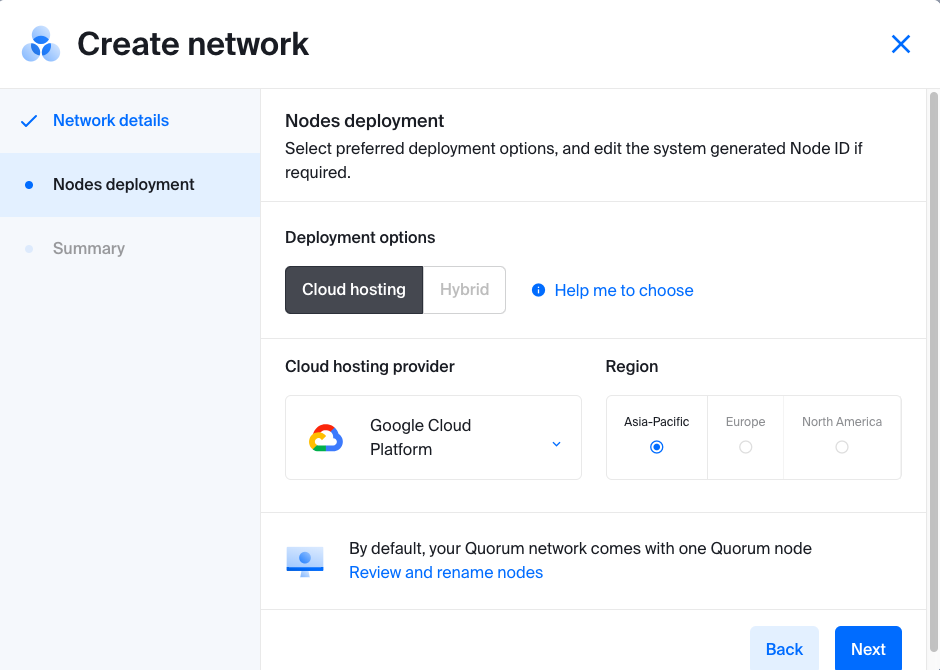 Create network
Network details
Nodes deployment
Summary
Nodes deployment
Select preferred deployment options, and edit the system generated Node ID if
required.
Deployment options
Cloud hosting
Hybrid
Help me to choose
Cloud hosting provider
Google Cloud
Platform
Region
Asia-Pacific
Europe
North America
By default, your Quorum network comes with one Quorum node
Review and rename nodes
Back
Next